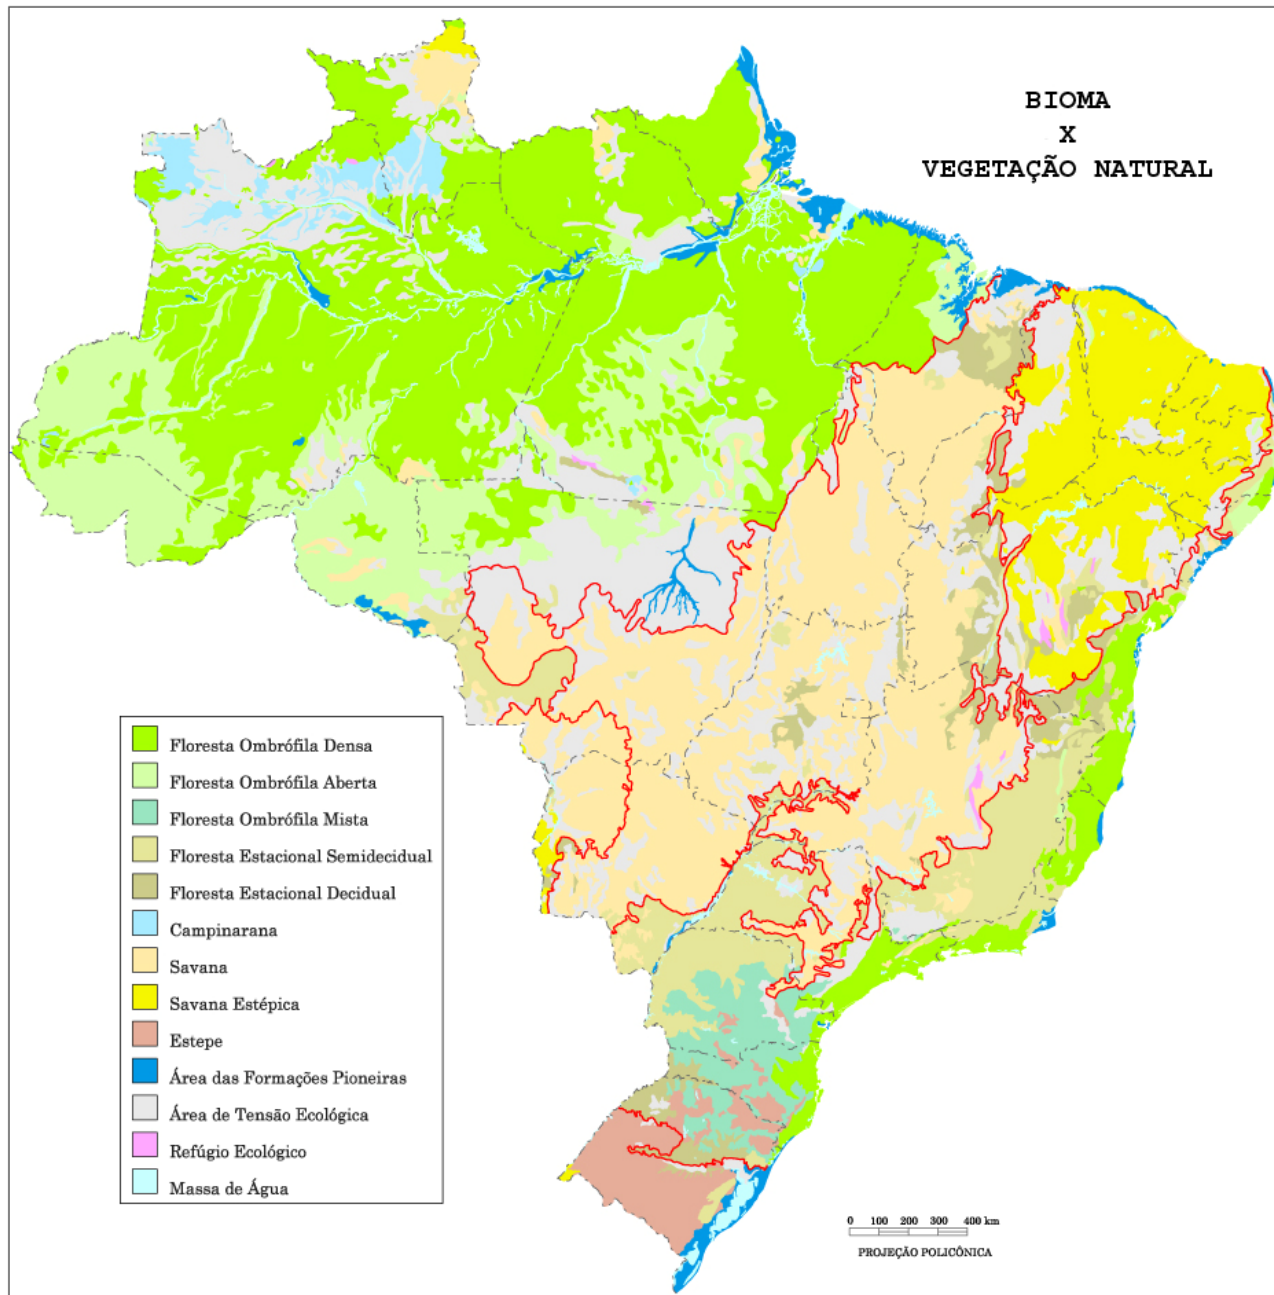 BIOMA
X
VEGETAÇÃO NATURAL
Floresta Ombrófila Densa
Floresta Ombrófila Aberta
Floresta Ombrófila Mista
Floresta Estacional Semidecidual
Floresta Estacional Decidual
Campinarana
Savana
Savana Estépica
Estepe
Área das Formações Pioneiras
Área de Tensão Ecológica
Refúgio Ecológico
Massa de Água
0 100 200 300 400 km
PROJEÇÃO POLICÔNICA